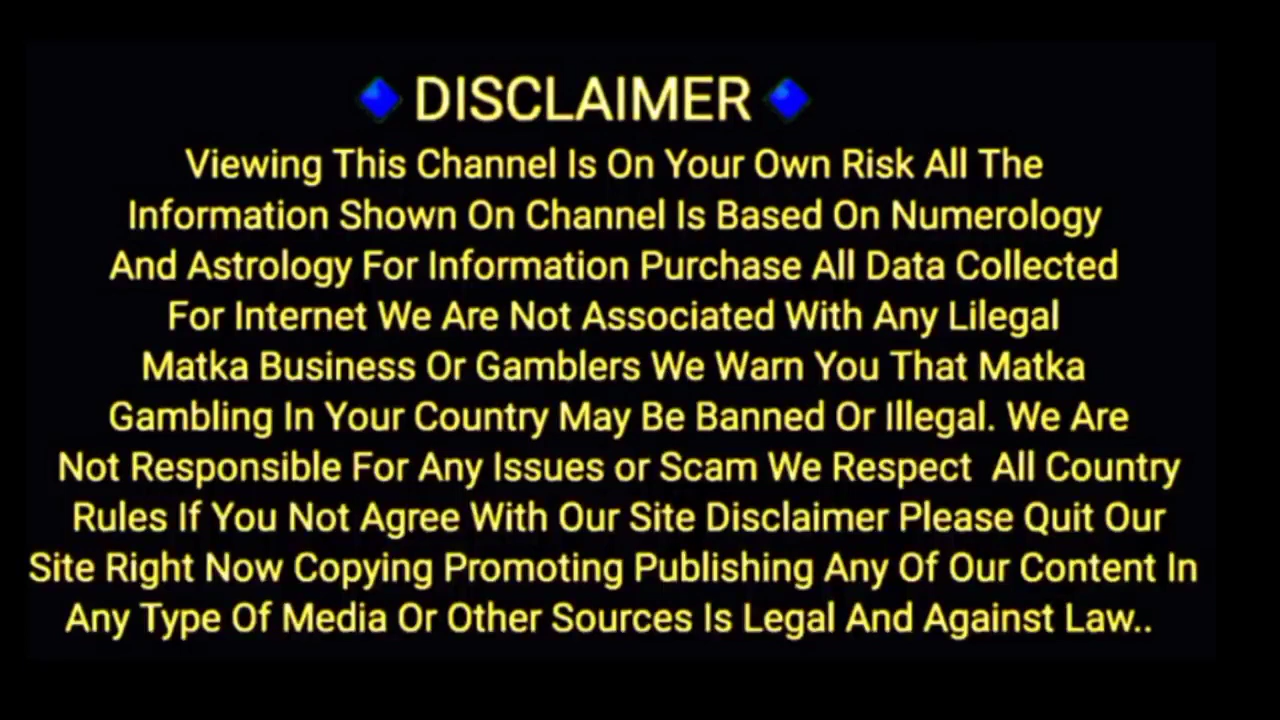 DISCLAIMER
Viewing This Channel Is On Your Own Risk All The
Information Shown On Channel Is Based On Numerology
And Astrology For Information Purchase All Data Collected
For Internet We Are Not Associated With Any Lilegal
Matka Business Or Gamblers We Warn You That Matka
Gambling In Your Country May Be Banned Or Illegal. We Are
Not Responsible For Any Issues or Scam We Respect  All Country
Rules If You Not Agree With Our Site Disclaimer Please Quit Our
Site Right Now Copying Promoting Publishing Any Of Our Content In
Any Type Of Media Or Other Sources Is Legal And Against Law..